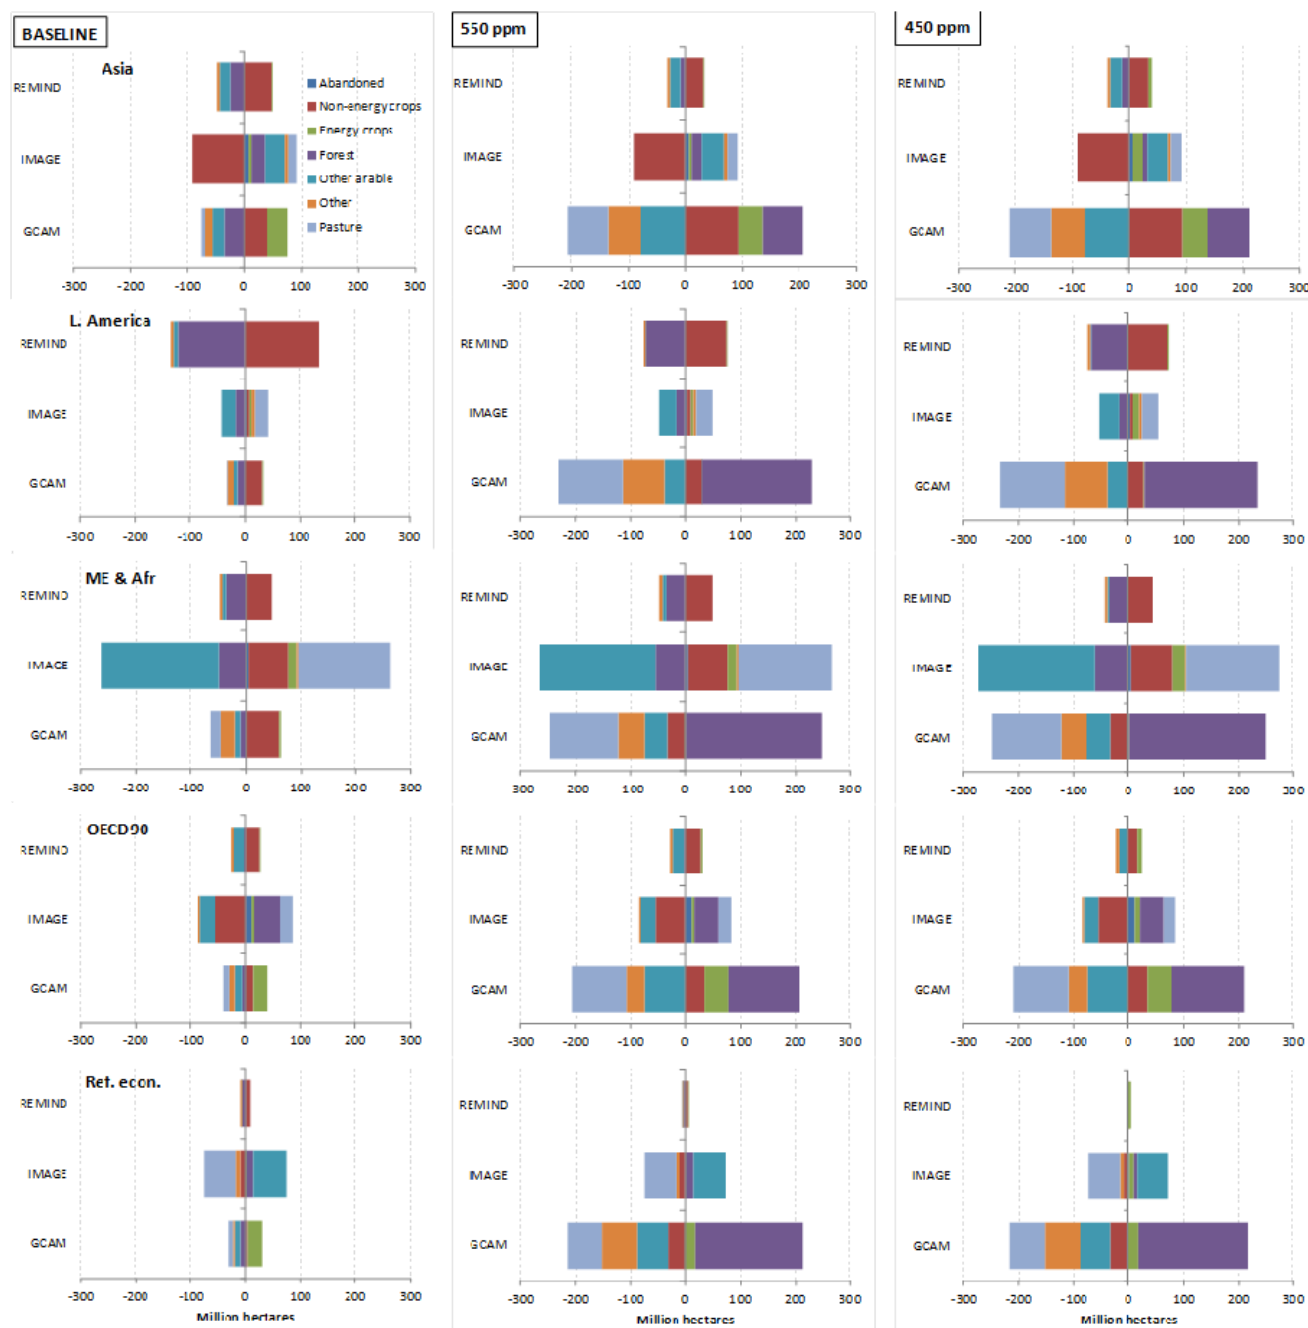 BASELINE
550 ppm
450 ppm
Asia
Abandoned
Non-energy crops
Energy crops
Forest
Other arable
Other
Pasture
REMIND REMIND REMIND
IMAGE IMAGE IMAGE
GCAM GCAM GCAM
-300 -200 -100 0 100 200 300 -300 -200 -100 0 100 200 300 -300 -200 -100 0 100 200 300
L. America
REMIND REMIND REMIND
IMAGE IMAGE IMAGE
GCAM GCAM GCAM
-300 -200 -100 0 100 200 300 -300 -200 -100 0 100 200 300 -300 -200 -100 0 100 200 300
ME & Afr
REMIND REMIND REMIND
IMAGE IMAGE IMAGE
GCAM GCAM GCAM
-300 -200 -100 0 100 200 300 -300 -200 -100 0 100 200 300 -300 -200 -100 0 100 200 300
OECD90
REMIND REMIND REMIND
IMAGE IMAGE IMAGE
GCAM GCAM GCAM
-300 -200 -100 0 100 200 300 -300 -200 -100 0 100 200 300 -300 -200 -100 0 100 200 300
Ref. econ.
REMIND REMIND REMIND
IMAGE IMAGE IMAGE
GCAM GCAM GCAM
-300 -200 -100 0 100 200 300 -300 -200 -100 0 100 200 300 -300 -200 -100 0 100 200 300
Million hectares Million hectares Million hectares